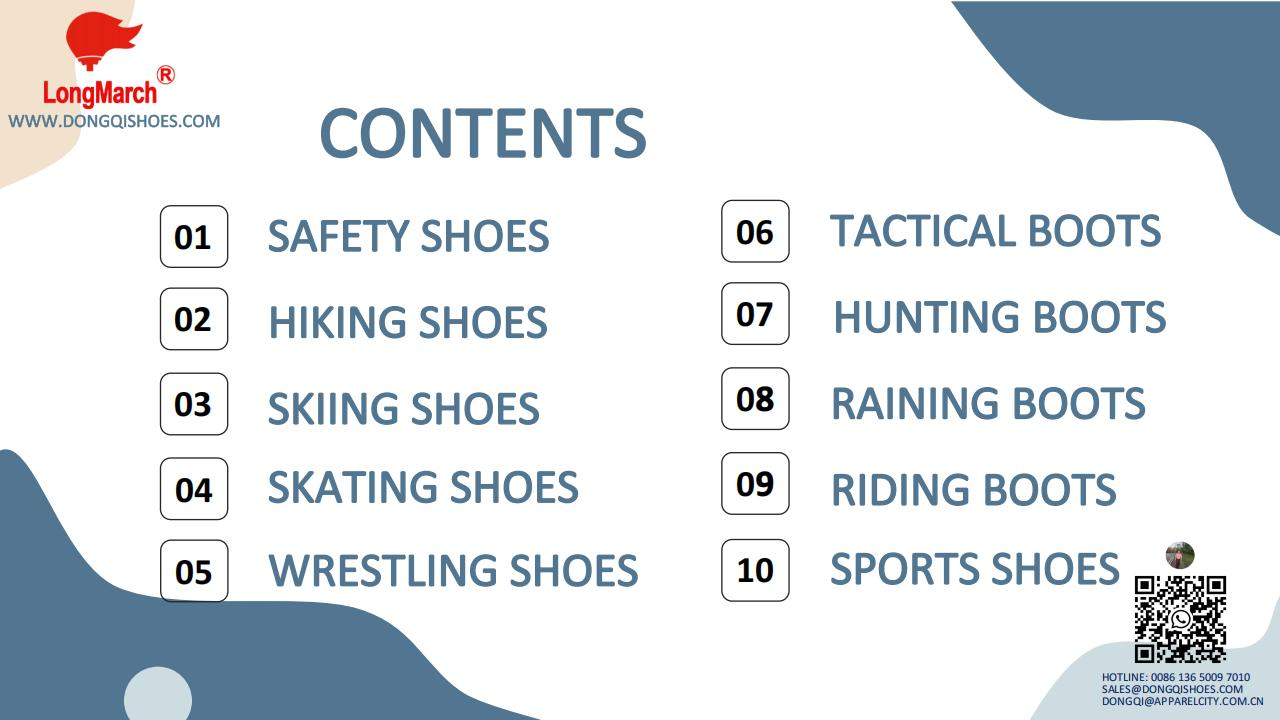 LongMarch®
WWW.DONGQISHOES.COM
CONTENTS
01 SAFETY SHOES
02 HIKING SHOES
03 SKIING SHOES
04 SKATING SHOES
05 WRESTLING SHOES
06 TACTICAL BOOTS
07 HUNTING BOOTS
08 RAINING BOOTS
09 RIDING BOOTS
10 SPORTS SHOES
HOTLINE: 0086 136 5009 7010
SALES@DONGQISHOES.COM
DONGQI@APPARELCITY.COM.CN